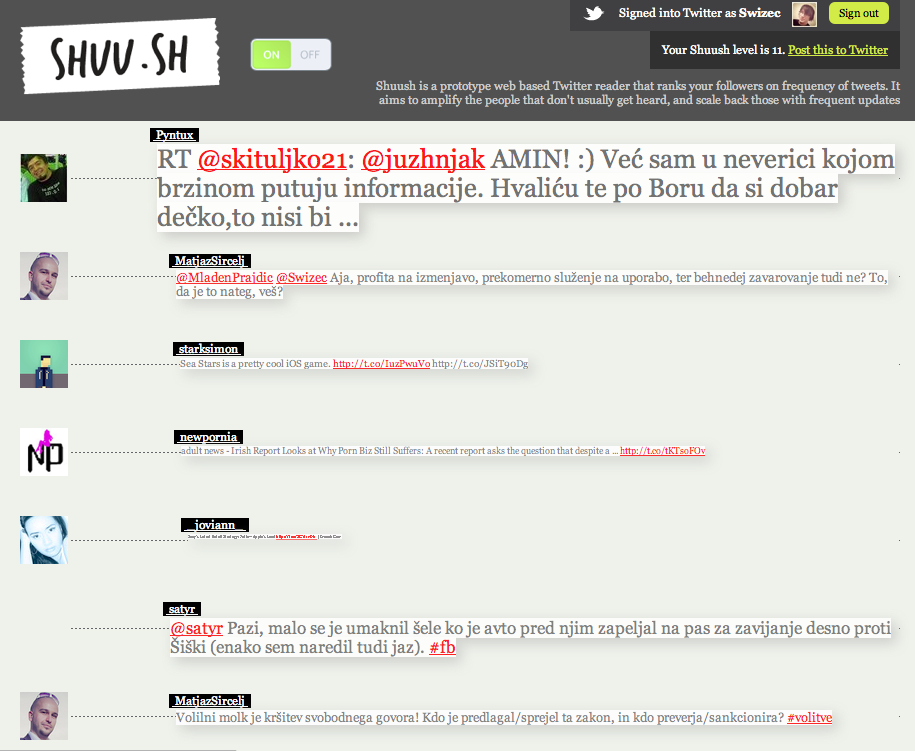 SHUU.SH
ON OFF
Signed into Twitter as Swizec
Sign out
Your Shuush level is 11. Post this to Twitter
Shuush is a prototype web based Twitter reader that ranks your followers on frequency of tweets. It
aims to amplify the people that don't usually get heard, and scale back those with frequent updates
Pyntux
RT @skituljko21: @juzhnjak AMIN! :) Već sam u neverici kojom
brzinom putuju informacije. Hvaliću te po Boru da si dobar
dečko,to nisi bi ...
MatjazSircelj
@MladenPrajdic @Swizec Aja, profita na izmenjavo, prekomerno služenje na uporabo, ter behnedej zavarovanje tudi ne? To,
da je to nateg, veš?
starksimon
Sea Stars is a pretty cool iOS game. http://t.co/IuzPwuVo http://t.co/JSiT90Dg
newpornia
NP
adult news - Irish Report Looks at Why Porn Biz Still Suffers: A recent report asks the question that despite a ... http://t.co/tKTsoFOv
__joviann__
satyr
@satyr Pazi, malo se je umaknil šele ko je avto pred njim zapeljal na pas za zavijanje desno proti
Šiški (enako sem naredil tudi jaz). #fb
MatjazSircelj
Volilni molk je kršitev svobodnega govora! Kdo je predlagal/sprejel ta zakon, in kdo preverja/sankcionira? #volitve